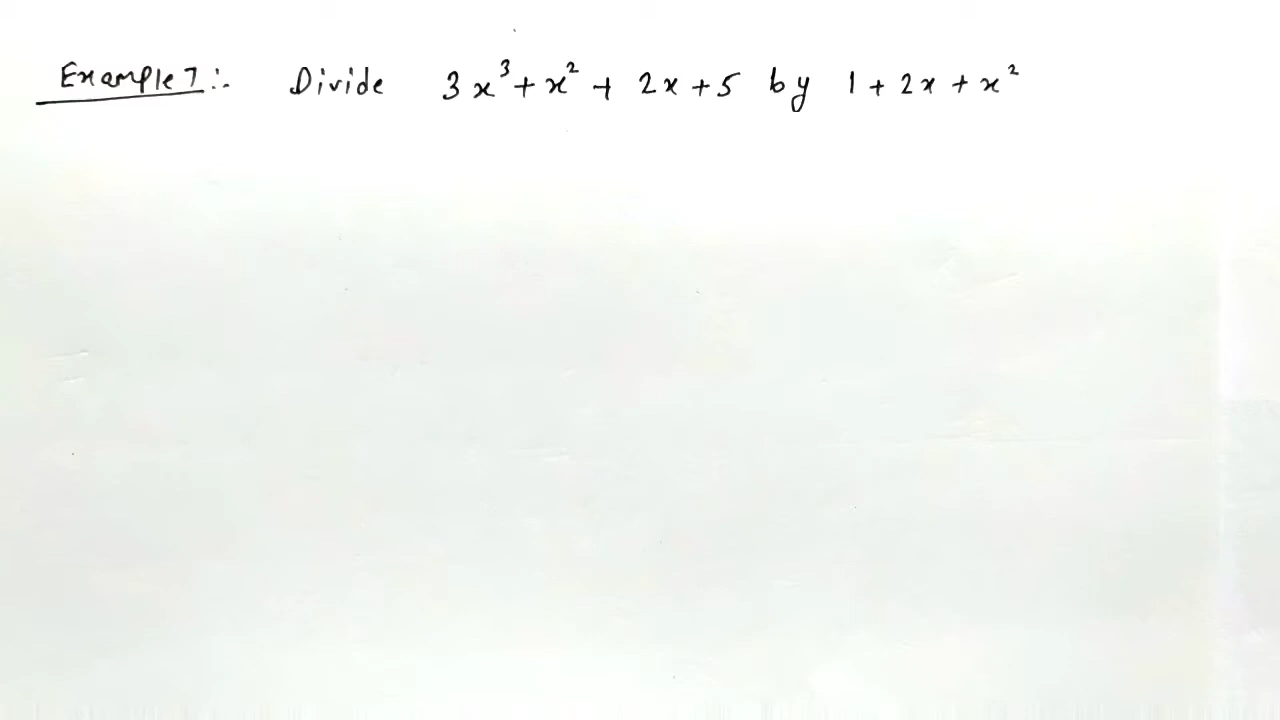 Example 7:. Divide 3x³ + x² + 2x + 5 by 1 + 2x + x²